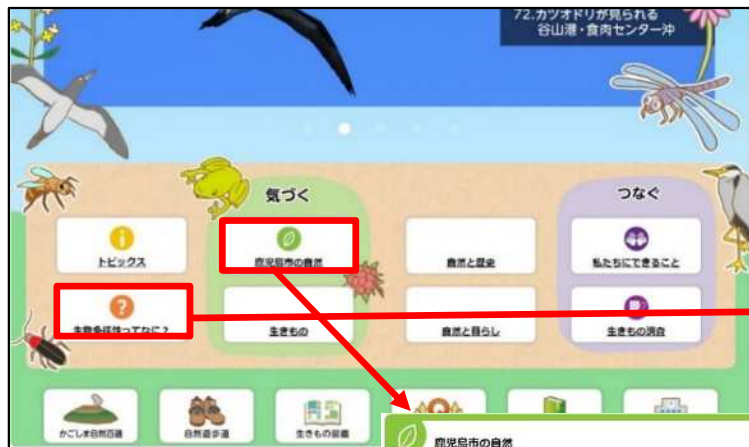 72.カツオドリが見られる
谷山港・食肉センター沖
気づく
つなぐ
トピックス
鹿児島市の自然
自然と歴史
私たちにできること
生物多様性ってなに？
生きもの
自然と暮らし
生きもの調査
かごしま自然百選
自然遊歩道
生きもの図鑑
鹿児島市の自然